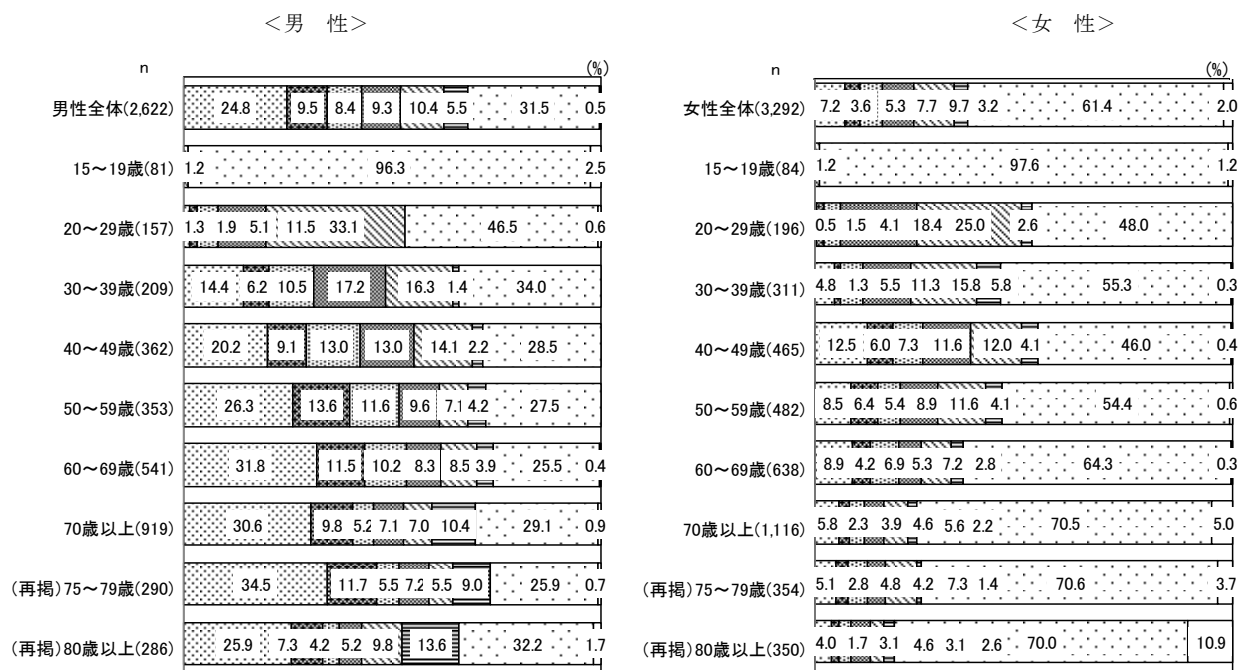 <男 性>
n (%)
男性全体(2,622) 24.8 9.5 8.4 9.3 10.4 5.5 31.5 0.5
15~19歳(81) 1.2 96.3 2.5
20~29歳(157) 1.3 1.9 5.1 11.5 33.1 46.5 0.6
30~39歳(209) 14.4 6.2 10.5 17.2 16.3 1.4 34.0
40~49歳(362) 20.2 9.1 13.0 13.0 14.1 2.2 28.5
50~59歳(353) 26.3 13.6 11.6 9.6 7.1 4.2 27.5
60~69歳(541) 31.8 11.5 10.2 8.3 8.5 3.9 25.5 0.4
70歳以上(919) 30.6 9.8 5.2 7.1 7.0 10.4 29.1 0.9
(再掲)75~79歳(290) 34.5 11.7 5.5 7.2 5.5 9.0 25.9 0.7
(再掲)80歳以上(286) 25.9 7.3 4.2 5.2 9.8 13.6 32.2 1.7
<女 性>
n (%)
女性全体(3,292) 7.2 3.6 5.3 7.7 9.7 3.2 61.4 2.0
15~19歳(84) 1.2 97.6 1.2
20~29歳(196) 0.5 1.5 4.1 18.4 25.0 2.6 48.0
30~39歳(311) 4.8 1.3 5.5 11.3 15.8 5.8 55.3 0.3
40~49歳(465) 12.5 6.0 7.3 11.6 12.0 4.1 46.0 0.4
50~59歳(482) 8.5 6.4 5.4 8.9 11.6 4.1 54.4 0.6
60~69歳(638) 8.9 4.2 6.9 5.3 7.2 2.8 64.3 0.3
70歳以上(1,116) 5.8 2.3 3.9 4.6 5.6 2.2 70.5 5.0
(再掲)75~79歳(354) 5.1 2.8 4.8 4.2 7.3 1.4 70.6 3.7
(再掲)80歳以上(350) 4.0 1.7 3.1 4.6 3.1 2.6 70.0 10.9